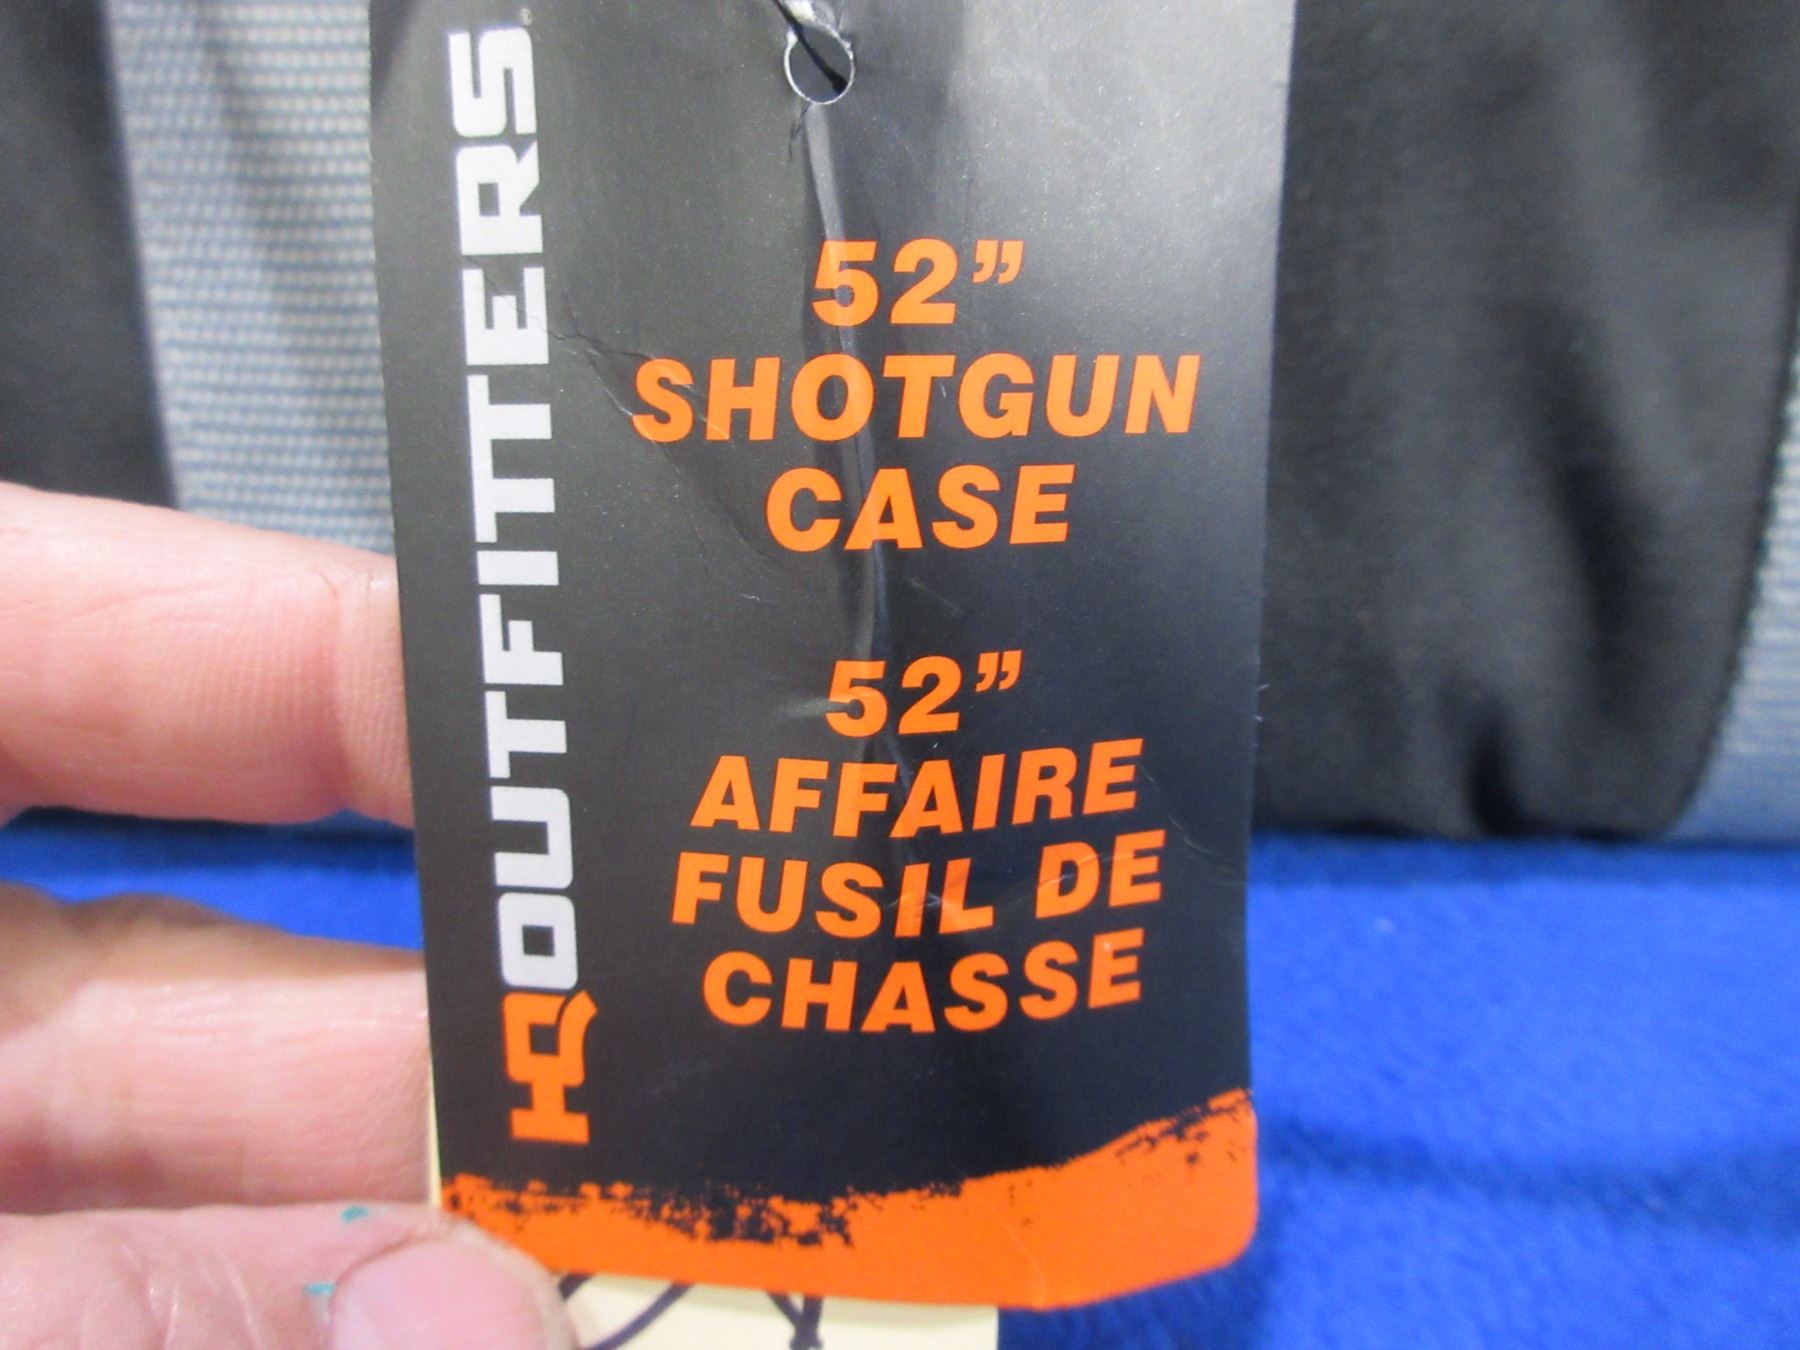 HQ OUTFITTERS
52”
SHOTGUN
CASE
52”
AFFAIRE
FUSIL DE
CHASSE